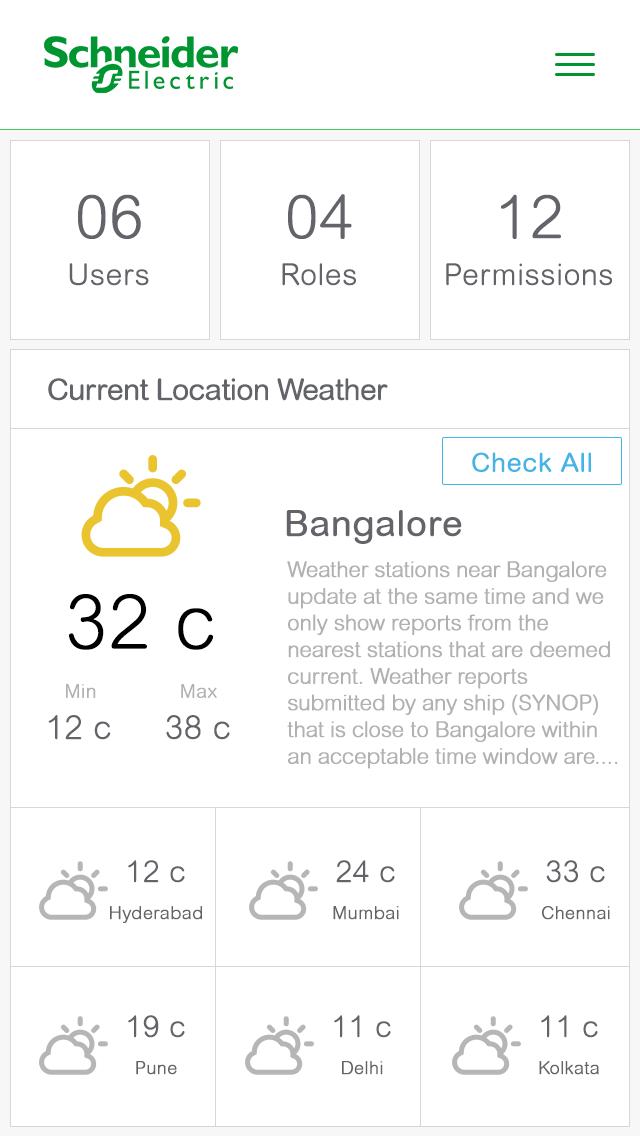 Schneider
Electric
06
04
12
Users
Roles
Permissions
Current Location Weather
Check All
Bangalore
Weather stations near Bangalore
update at the same time and we
only show reports from the
nearest stations that are deemed
current. Weather reports
submitted by any ship (SYNOP)
that is close to Bangalore within
an acceptable time window are....
32 c
Min
Max
12 c
38 c
12 c
Hyderabad
24 c
Mumbai
33 c
Chennai
19 c
Pune
11 c
Delhi
11 c
Kolkata